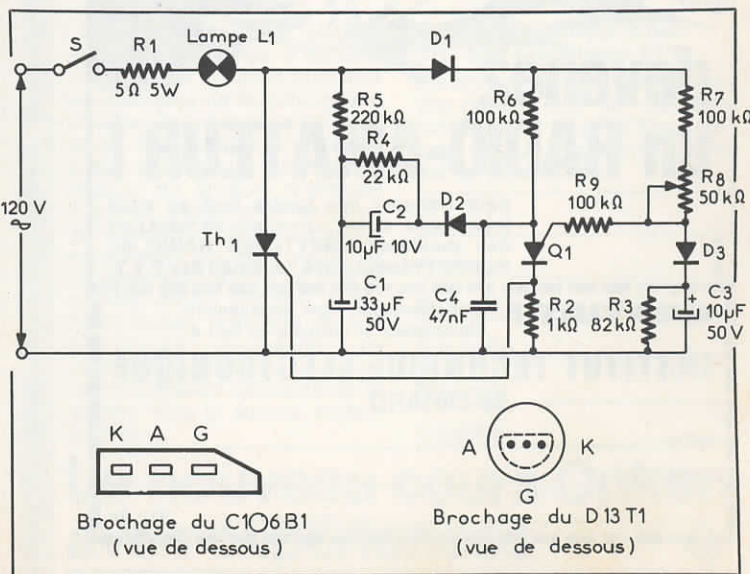 S
R1
5Ω 5W
Lampe L1
D1
R5
220 kΩ
R4
22 kΩ
R6
100 kΩ
R7
100 kΩ
R8
50 kΩ
R9
100 kΩ
120 V
Th1
C2
10µF 10V
D2
Q1
D3
C1
33µF
50V
C4
47nF
R2
1kΩ
R3
82kΩ
+
C3
10µF
50V
K A G
Brochage du C106B1
(vue de dessous)
A K
G
Brochage du D13T1
(vue de dessous)